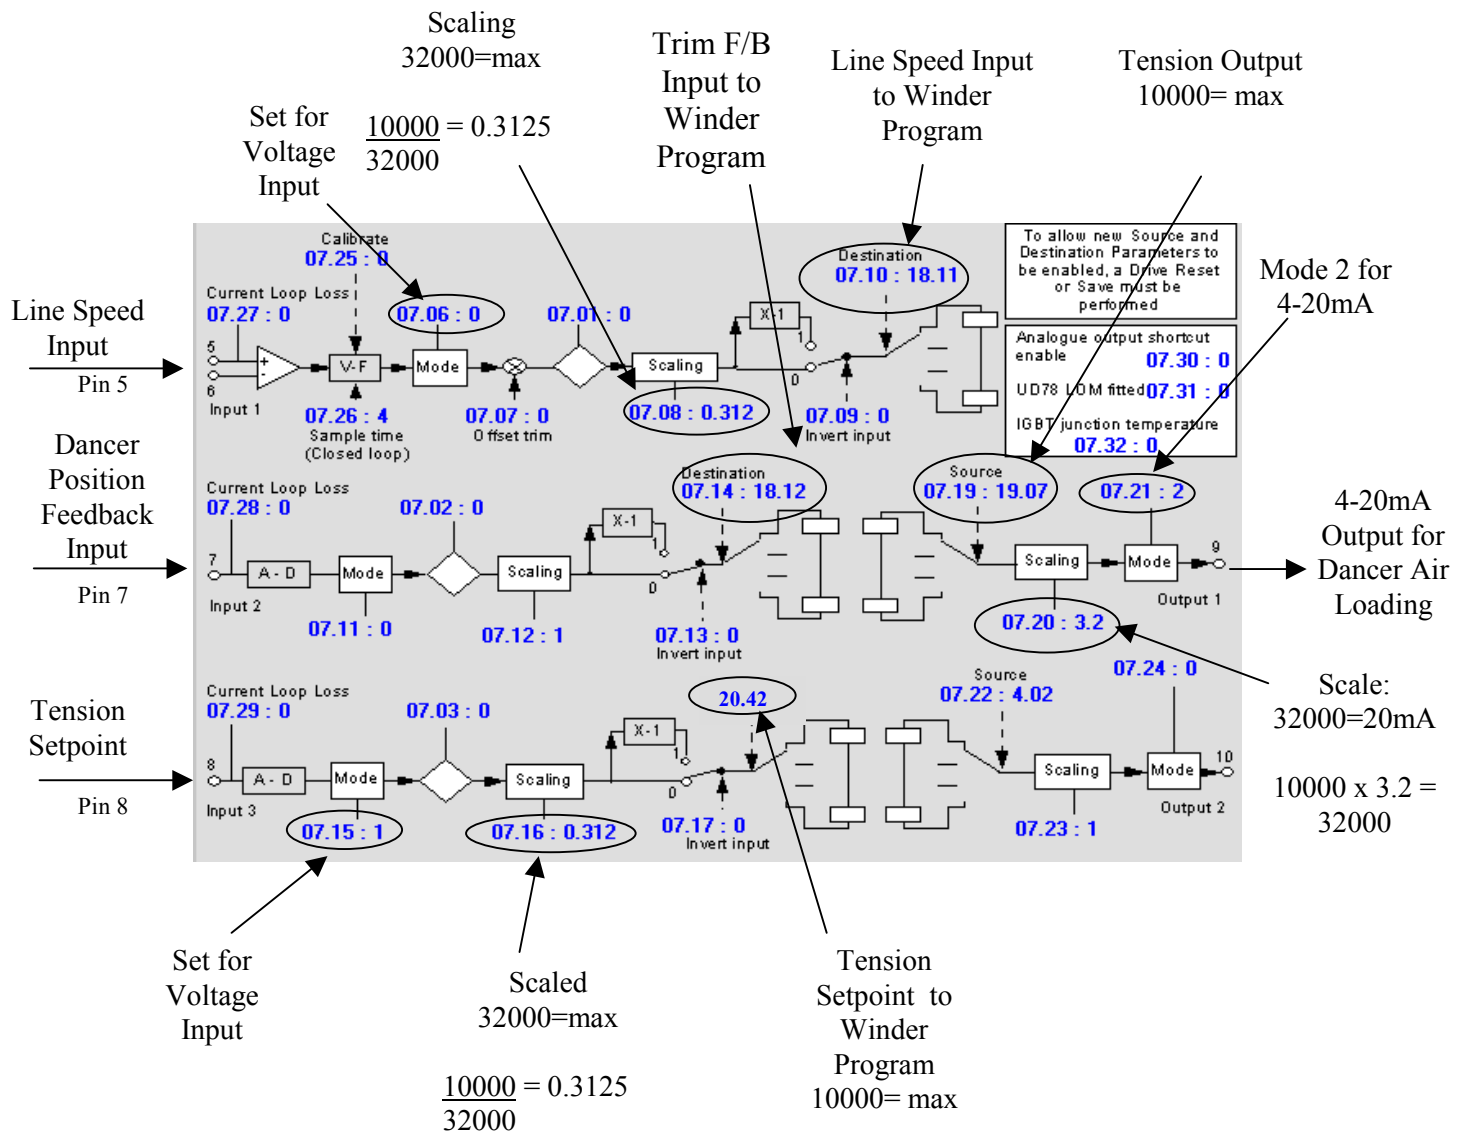 Scaling
32000=max
10000 = 0.3125
32000
Set for
Voltage
Input
Trim F/B
Input to
Winder
Program
Line Speed Input
to Winder
Program
Tension Output
10000= max
Mode 2 for
4-20mA
Line Speed
Input
Pin 5
Calibrate
07.25 : 0
Current Loop Loss
07.27 : 0
07.06 : 0
07.01 : 0
Destination
07.10 : 18.11
To allow new Source and
Destination Parameters to
be enabled, a Drive Reset
or Save must be
performed
5
6
+
-
V-F
Mode
Scaling
X-1
1
0
Input 1
07.26 : 4
Sample time
(Closed loop)
07.07 : 0
Offset trim
07.08 : 0.312
07.09 : 0
Invert input
Analogue output shortcut
enable
07.30 : 0
UD78 LDM fitted 07.31 : 0
IGBT junction temperature
07.32 : 0
Dancer
Position
Feedback
Input
Pin 7
Current Loop Loss
07.28 : 0
07.02 : 0
Destination
07.14 : 18.12
Source
07.19 : 19.07
07.21 : 2
7
A - D
Mode
Scaling
X-1
1
0
Scaling
Mode
9
Input 2
Output 1
07.11 : 0
07.12 : 1
07.13 : 0
Invert input
07.20 : 3.2
4-20mA
Output for
Dancer Air
Loading
Tension
Setpoint
Pin 8
Current Loop Loss
07.29 : 0
07.03 : 0
20.42
Source
07.22 : 4.02
07.24 : 0
8
A - D
Mode
Scaling
X-1
1
0
Scaling
Mode
10
Input 3
Output 2
07.15 : 1
07.16 : 0.312
07.17 : 0
Invert input
07.23 : 1
Scale:
32000=20mA
10000 x 3.2 =
32000
Set for
Voltage
Input
Scaled
32000=max
10000 = 0.3125
32000
Tension
Setpoint to
Winder
Program
10000= max